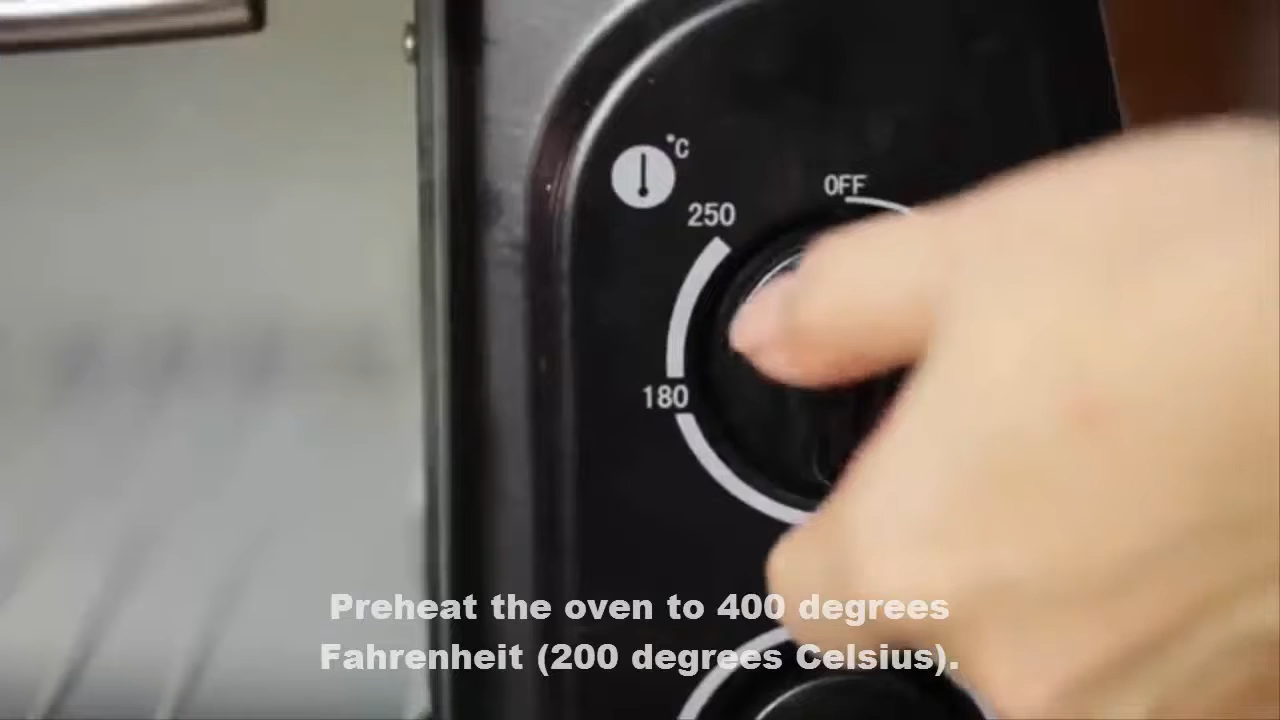 °C
OFF
250
180
Preheat the oven to 400 degrees
Fahrenheit (200 degrees Celsius).